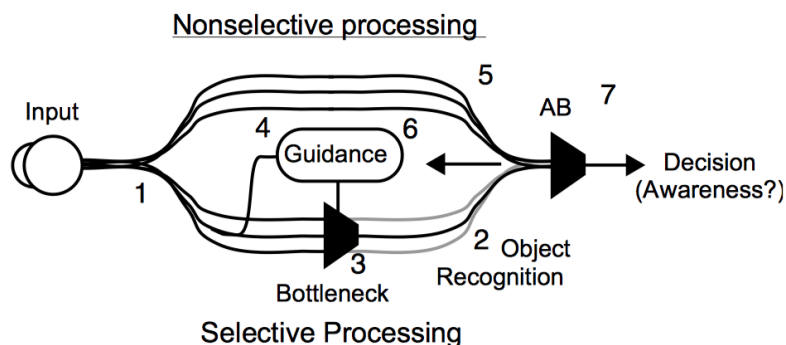 Nonselective processing
5
7
AB
Input
4
6
Guidance
Decision
(Awareness?)
1
2
Object
Recognition
3
Bottleneck
Selective Processing